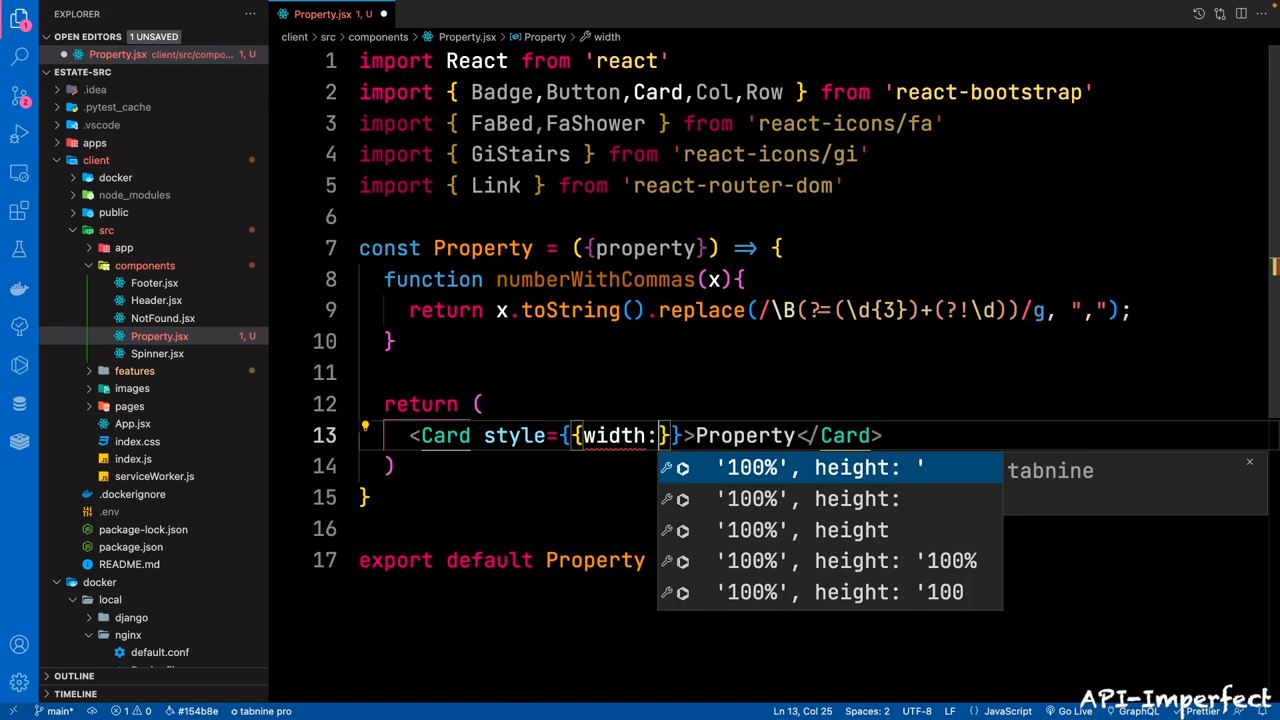 EXPLORER
OPEN EDITORS 1 UNSAVED
Property.jsx client/src/compo... 1, U
ESTATE-SRC
.idea
.pytest_cache
.vscode
apps
client
docker
node_modules
public
src
app
components
Footer.jsx
Header.jsx
NotFound.jsx
Property.jsx 1, U
Spinner.jsx
features
images
pages
App.jsx
index.css
index.js
serviceWorker.js
.dockerignore
.env
package-lock.json
package.json
README.md
docker
local
django
nginx
default.conf
OUTLINE
TIMELINE
Property.jsx 1, U
client > src > components > Property.jsx > Property > width
1 import React from 'react'
2 import { Badge,Button,Card,Col,Row } from 'react-bootstrap'
3 import { FaBed,FaShower } from 'react-icons/fa'
4 import { GiStairs } from 'react-icons/gi'
5 import { Link } from 'react-router-dom'
6
7 const Property = ({property}) => {
8 function numberWithCommas(x){
9 return x.toString().replace(/\B(?=(\d{3})+(?!\d))/g, ",");
10 }
11
12 return (
13 <Card style={{width:}}>Property</Card>
14 )
15 }
16
17 export default Property
'100%', height: '
'100%', height:
'100%', height
'100%', height: '100%
'100%', height: '100
tabnine
API-Imperfect
main* 1 0 #154b8e tabnine pro Ln 13, Col 25 Spaces: 2 UTF-8 LF JavaScript Go Live GraphQL Prettier